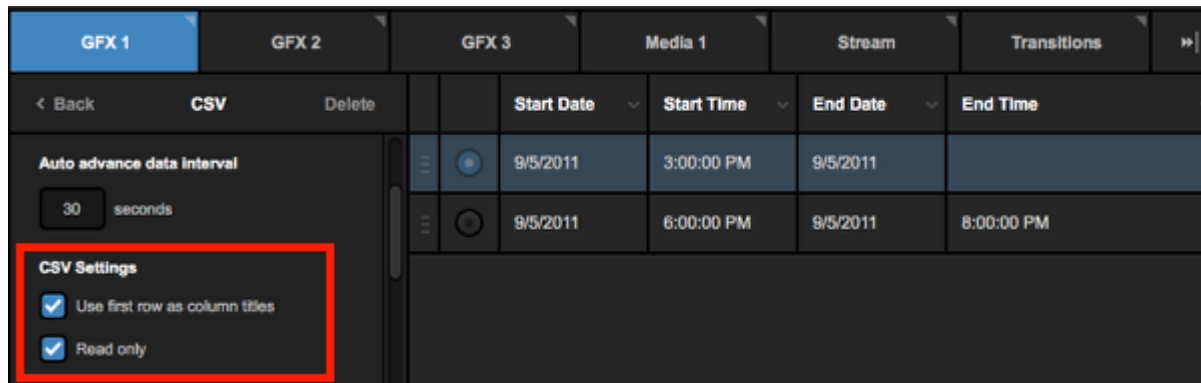 GFX 1 GFX 2 GFX 3 Media 1 Stream Transitions
< Back CSV Delete Start Date Start Time End Date End Time
Auto advance data interval 9/5/2011 3:00:00 PM 9/5/2011
30 seconds 9/5/2011 6:00:00 PM 9/5/2011 8:00:00 PM
CSV Settings
Use first row as column titles
Read only